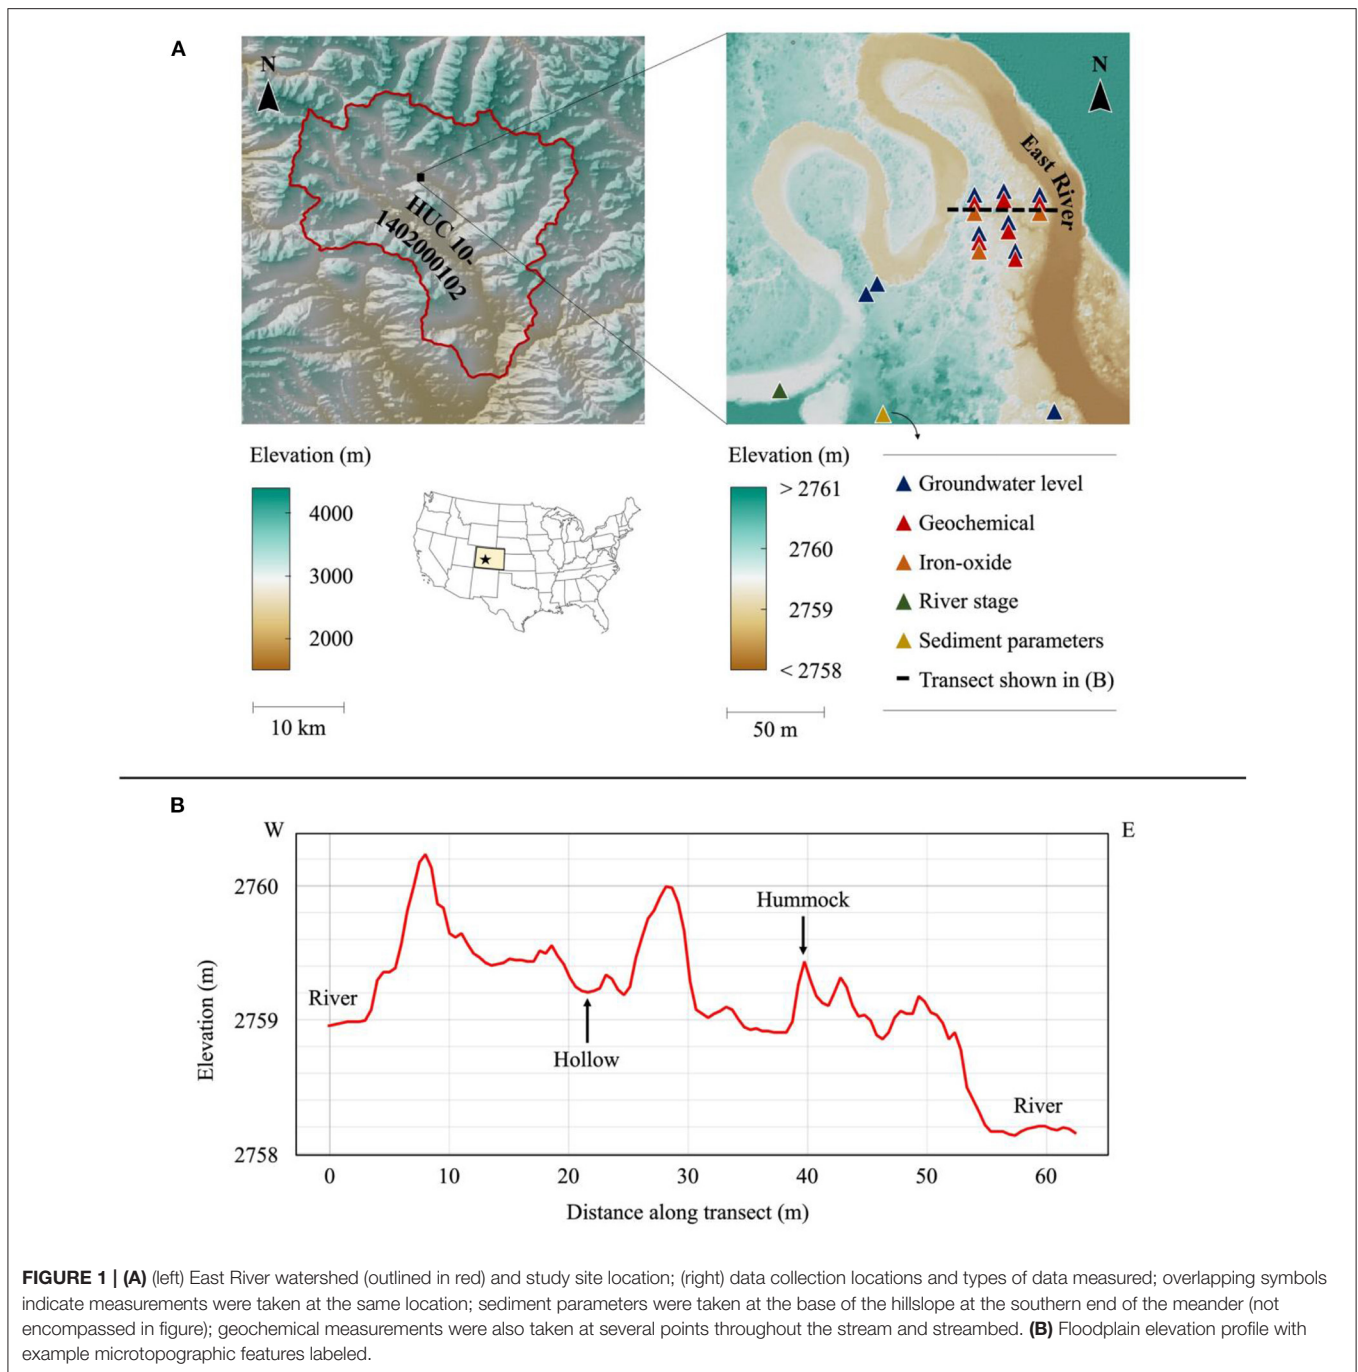 A
N
HUC 10-
1402000102
N
East River
Elevation (m)
4000
3000
2000
10 km
Elevation (m)
> 2761
2760
2759
< 2758
50 m
Groundwater level
Geochemical
Iron-oxide
River stage
Sediment parameters
Transect shown in (B)
B
W
E
2760
2759
2758
Elevation (m)
River
Hollow
Hummock
River
0 10 20 30 40 50 60
Distance along transect (m)
FIGURE 1 | (A) (left) East River watershed (outlined in red) and study site location; (right) data collection locations and types of data measured; overlapping symbols
indicate measurements were taken at the same location; sediment parameters were taken at the base of the hillslope at the southern end of the meander (not
encompassed in figure); geochemical measurements were also taken at several points throughout the stream and streambed. (B) Floodplain elevation profile with
example microtopographic features labeled.